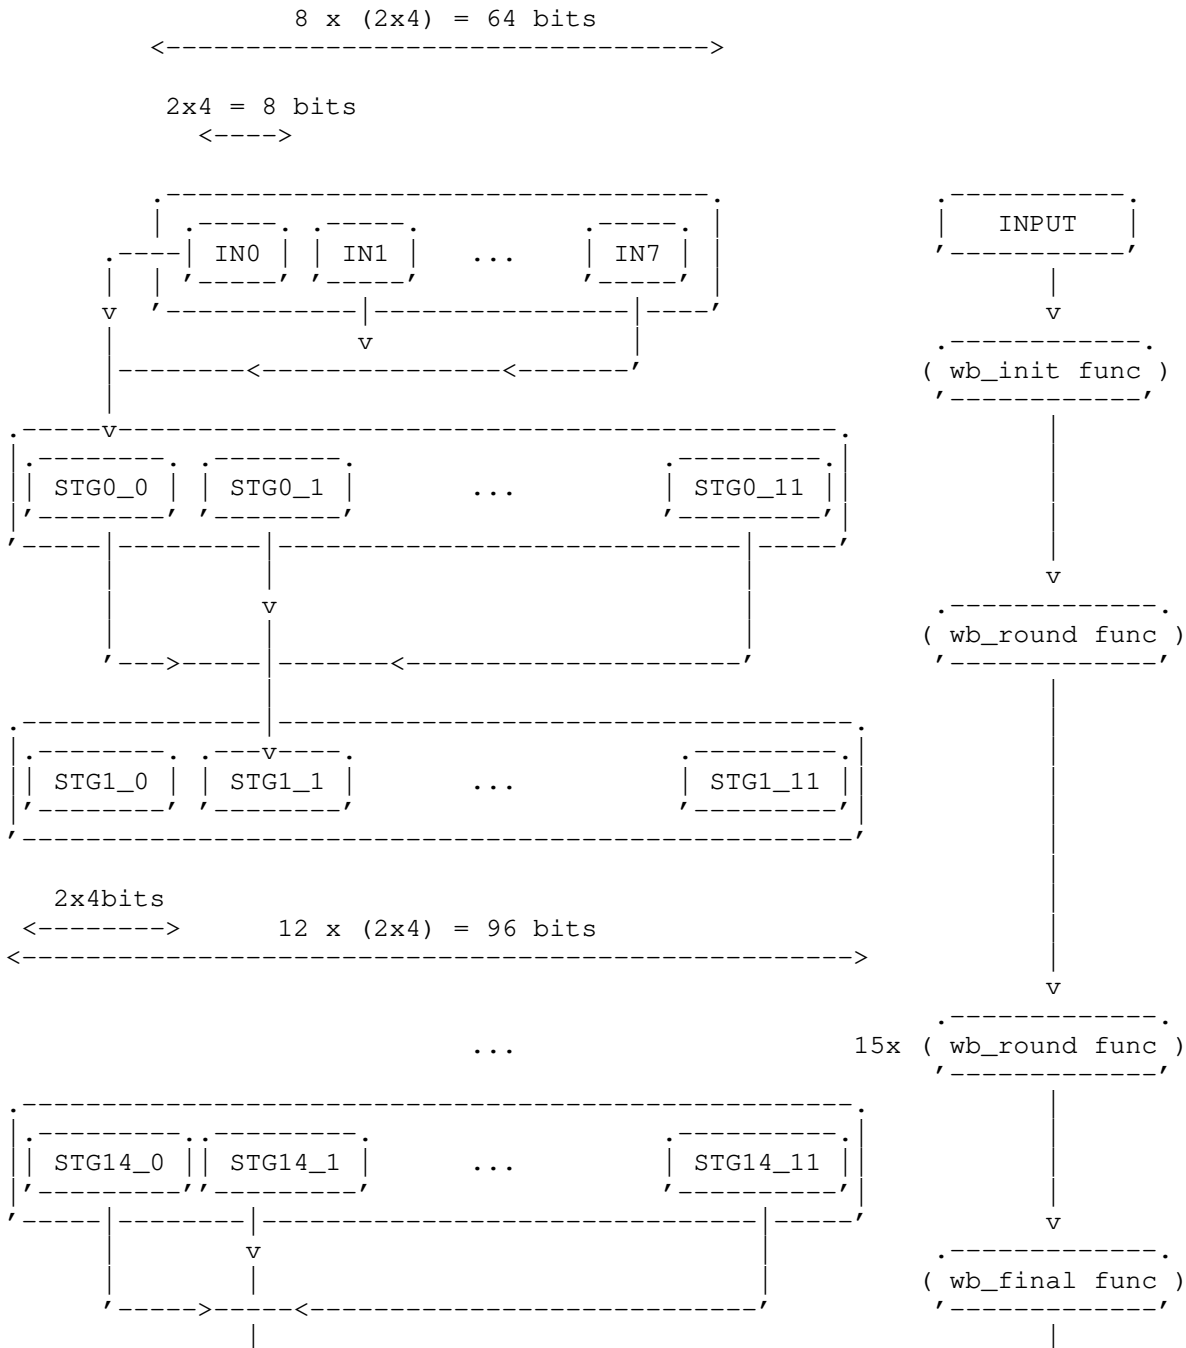 8 x (2x4) = 64 bits
2x4 = 8 bits
IN0 IN1 ... IN7 INPUT
( wb_init func )
STG0_0 STG0_1 ... STG0_11
( wb_round func )
STG1_0 STG1_1 ... STG1_11
2x4bits
12 x (2x4) = 96 bits
... 15x ( wb_round func )
STG14_0 STG14_1 ... STG14_11
( wb_final func )